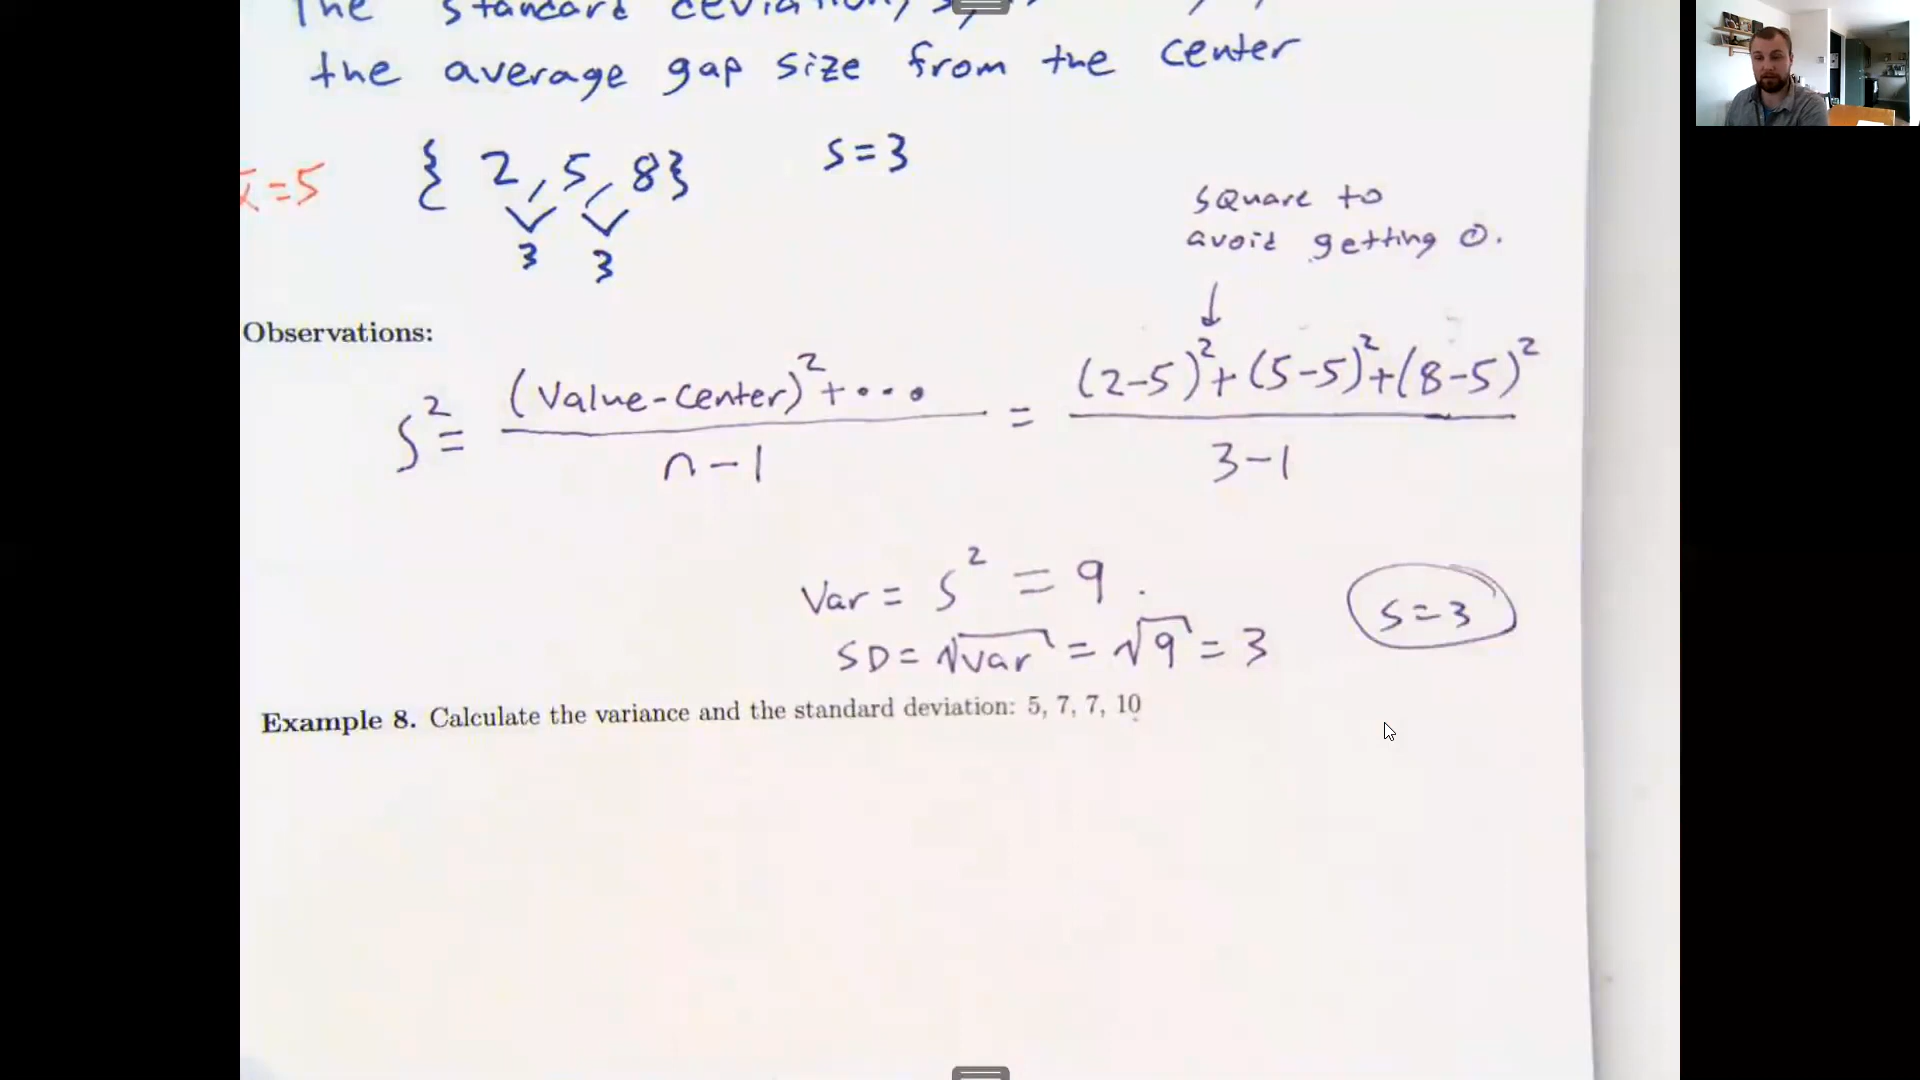 The standard deviation, s,
the average gap size from the center
x̄=5 { 2, 5, 8} s=3
3 3
square to
avoid getting 0.
Observations:
s²= (Value-center)²+••• / n-1 = (2-5)²+(5-5)²+(8-5)² / 3-1
Var = s² = 9.
SD = √var = √9 = 3
s=3
Example 8. Calculate the variance and the standard deviation: 5, 7, 7, 10